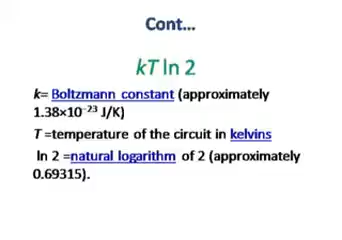 Cont...
kT ln 2
k= Boltzmann constant (approximately
1.38×10⁻²³ J/K)
T =temperature of the circuit in kelvins
ln 2 =natural logarithm of 2 (approximately
0.69315).